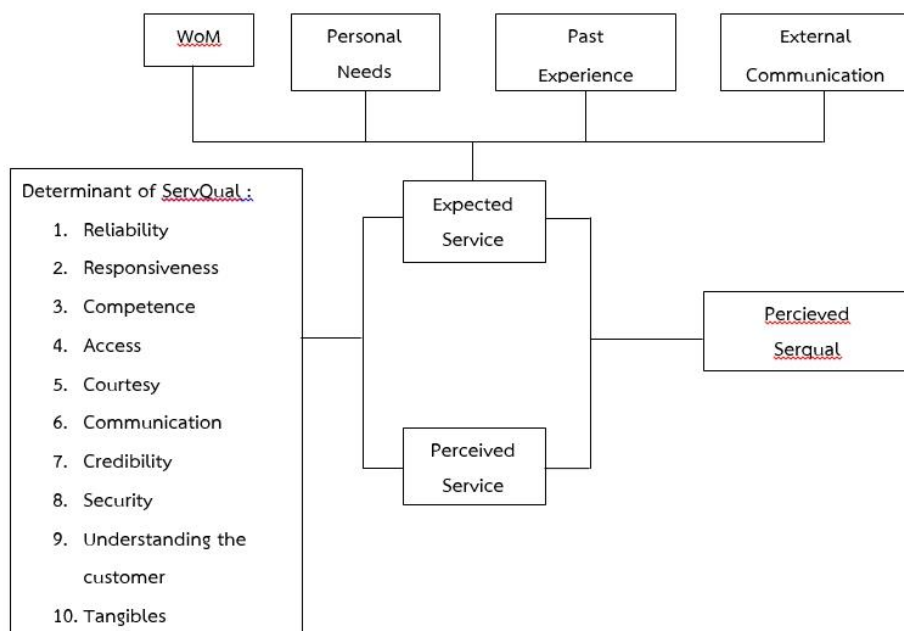 WoM
Personal
Needs
Past
Experience
External
Communication
Determinant of ServQual :
1. Reliability
2. Responsiveness
3. Competence
4. Access
5. Courtesy
6. Communication
7. Credibility
8. Security
9. Understanding the
customer
10. Tangibles
Expected
Service
Perceived
Service
Percieved
Serqual